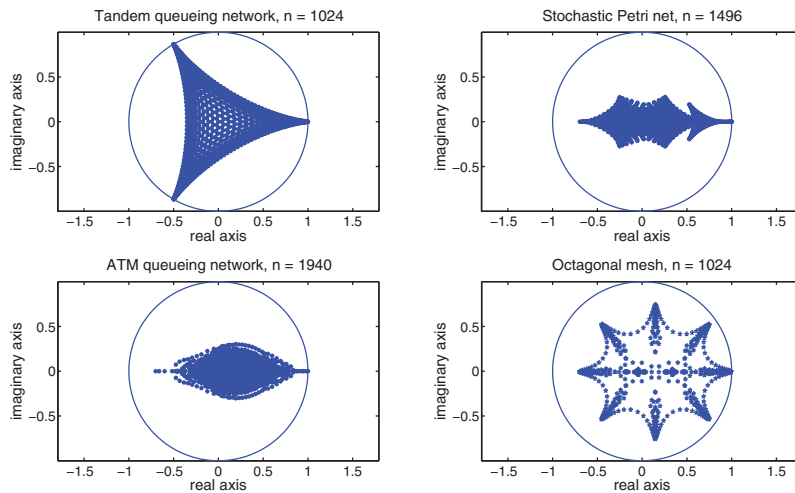 Tandem queueing network, n = 1024
imaginary axis
0.5
0
−0.5
−1.5 −1 −0.5 0 0.5 1 1.5
real axis
Stochastic Petri net, n = 1496
imaginary axis
0.5
0
−0.5
−1.5 −1 −0.5 0 0.5 1 1.5
real axis
ATM queueing network, n = 1940
imaginary axis
0.5
0
−0.5
−1.5 −1 −0.5 0 0.5 1 1.5
real axis
Octagonal mesh, n = 1024
imaginary axis
0.5
0
−0.5
−1.5 −1 −0.5 0 0.5 1 1.5
real axis